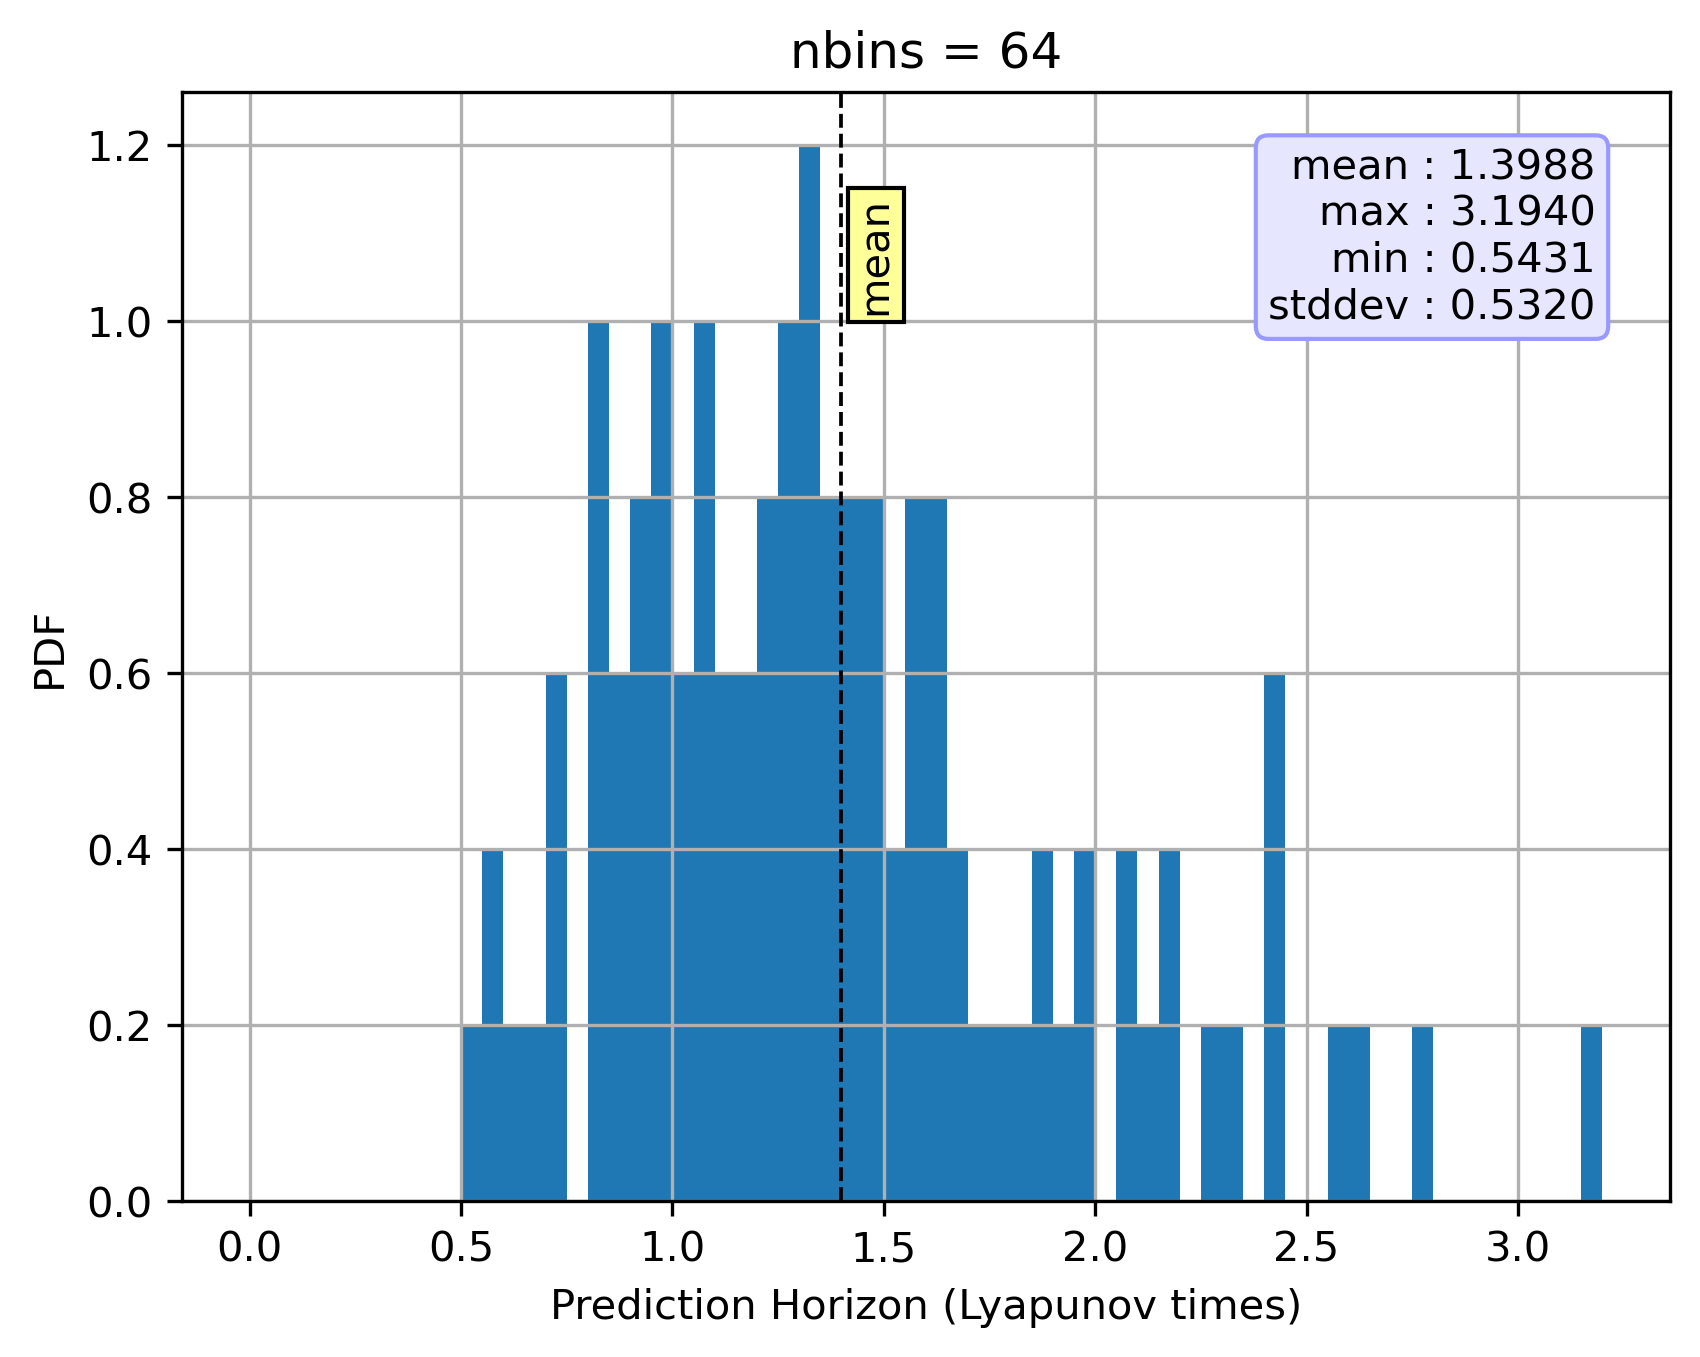 nbins = 64
1.2
1.0
0.8
0.6
0.4
0.2
0.0
PDF
mean
mean : 1.3988
max : 3.1940
min : 0.5431
stddev : 0.5320
0.0 0.5 1.0 1.5 2.0 2.5 3.0
Prediction Horizon (Lyapunov times)